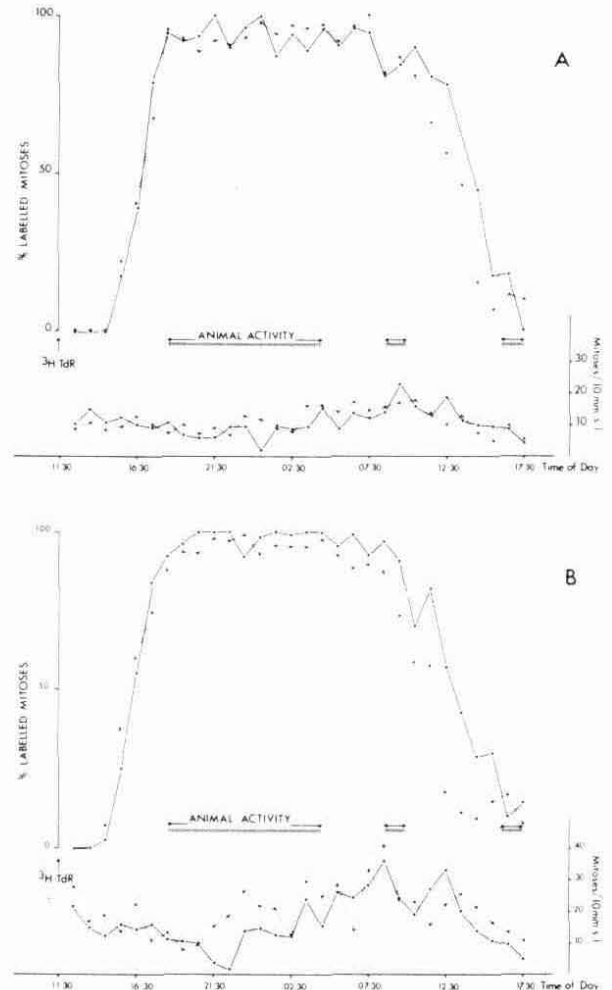 100
A
% LABELLED MITOSES
50
0
ANIMAL ACTIVITY
³H TdR
30
20
10
Mitoses/10mm s.l
11 30 16 30 21 30 02 30 07 30 12 30 17 30 Time of Day
100
B
% LABELLED MITOSES
50
0
ANIMAL ACTIVITY
³H TdR
40
30
20
10
Mitoses/10mm s.l
11 30 16 30 21 30 02 30 07 30 12 30 17 30 Time of Day